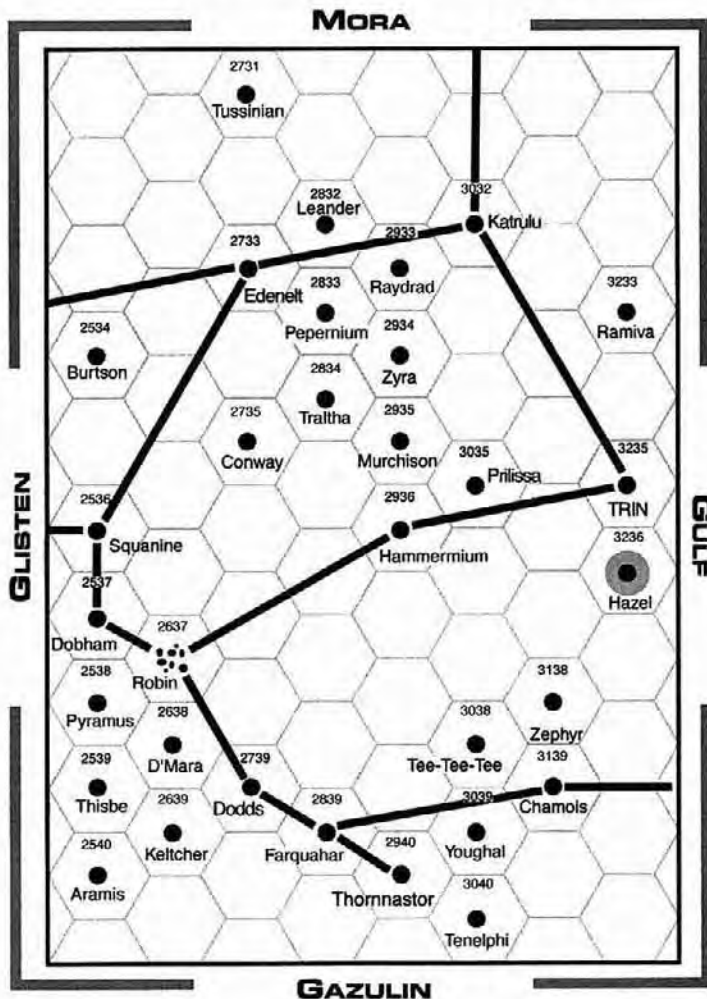 MORA
2731
Tussinian
2832
Leander
3032
Katrulu
2733
Edenelt
2933
Raydrad
2833
Pepernium
3233
Ramiva
2534
Burtson
2934
Zyra
2834
Traltha
2735
Conway
2935
Murchison
3035
Prilissa
3235
TRIN
GLISTEN
GULF
2536
Squanine
2936
Hammermium
3236
Hazel
2537
Dobham
2637
Robin
2538
Pyramus
2638
D'Mara
3038
Tee-Tee-Tee
3138
Zephyr
2539
Thisbe
2739
Dodds
3139
Chamols
2639
Keltcher
2839
Farquahar
3039
Youghal
2540
Aramis
2940
Thornnastor
3040
Tenelphi
GAZULIN